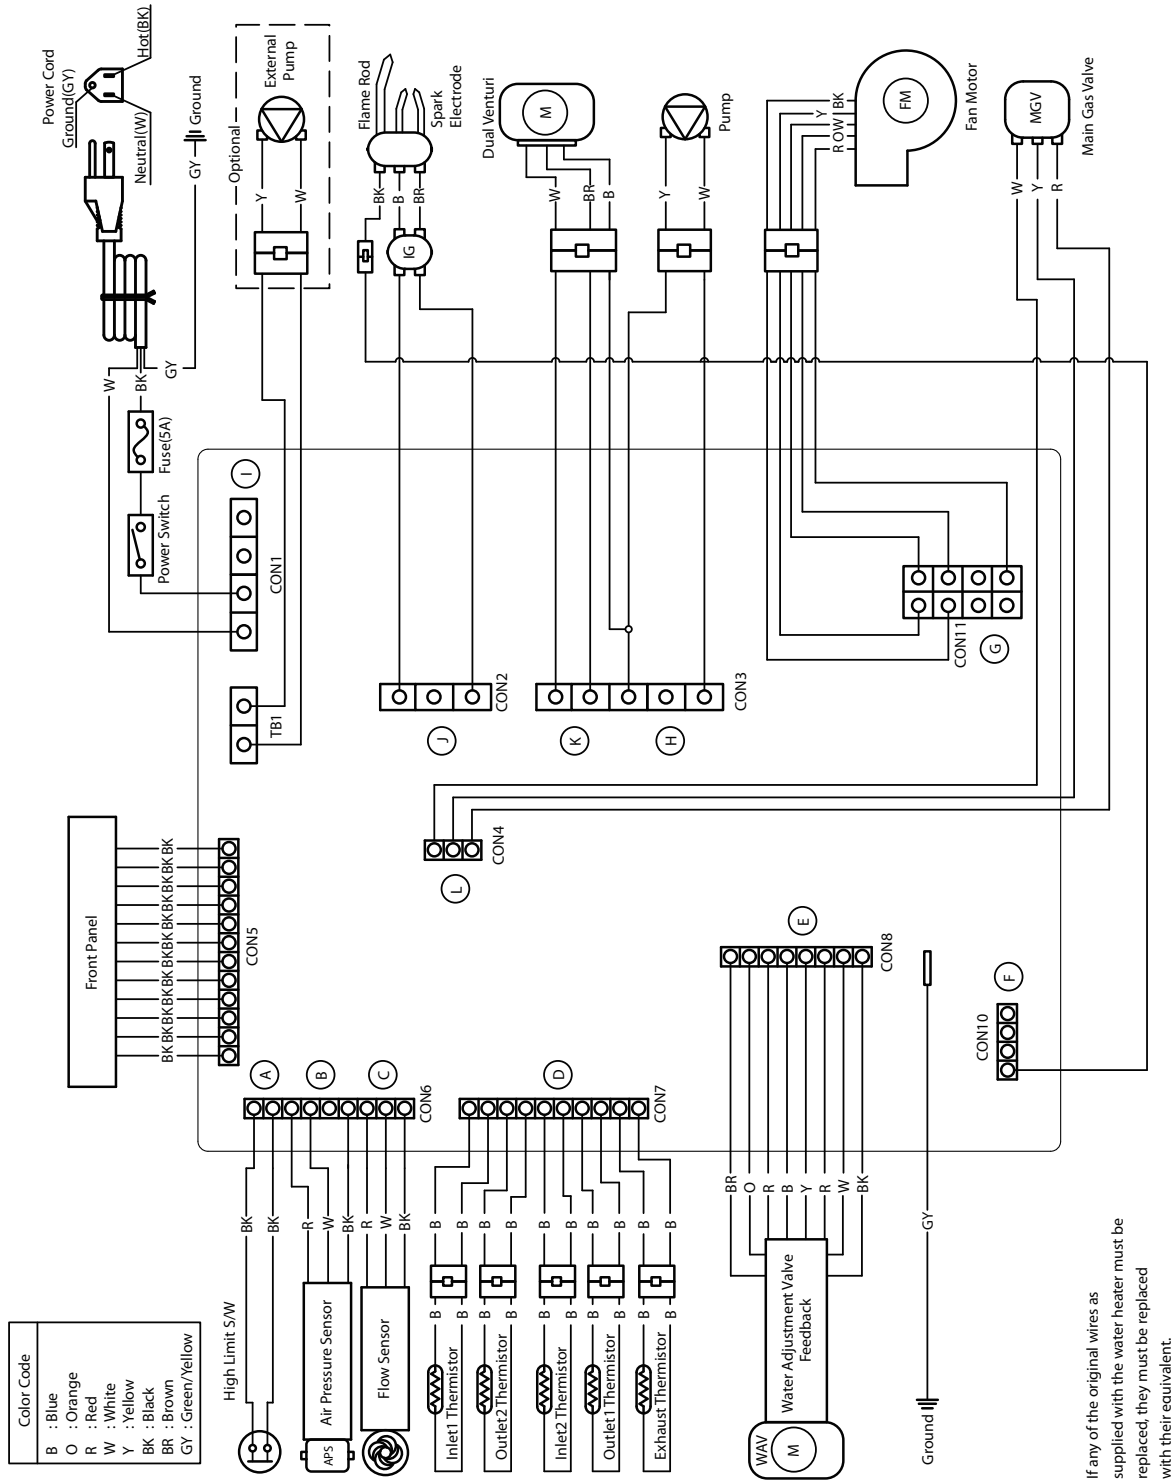 Color Code
B : Blue
O : Orange
R : Red
W : White
Y : Yellow
BK : Black
BR : Brown
GY : Green/Yellow
High Limit S/W
BK
BK
Air Pressure Sensor
APS
R
W
BK
Flow Sensor
R
W
BK
Inlet1 Thermistor
B
B
B
B
Outlet2 Thermistor
B
B
B
B
Inlet2 Thermistor
B
B
B
B
Outlet1 Thermistor
B
B
B
B
Exhaust Thermistor
B
B
B
B
WAV
M
Water Adjustment Valve
Feedback
BR
O
R
B
Y
R
W
BK
Ground
GY
If any of the original wires as
supplied with the water heater must be
replaced, they must be replaced
with their equivalent.
Front Panel
BK BK BK BK BK BK BK BK BK BK BK BK
CON5
A
B
C
CON6
D
CON7
E
CON8
F
CON10
L
CON4
TB1
I
CON1
J
CON2
K
H
CON3
G
CON11
Power Switch
Fuse(5A)
W
BK
GY
GY
Ground
Power Cord
Ground(GY)
Hot(BK)
Neutral(W)
Optional
External
Pump
Y
W
Flame Rod
Spark
Electrode
BK
B
BR
IG
Dual Venturi
M
W
BR
B
Pump
Y
W
Fan Motor
FM
R O W Y BK
Main Gas Valve
MGV
W
Y
R